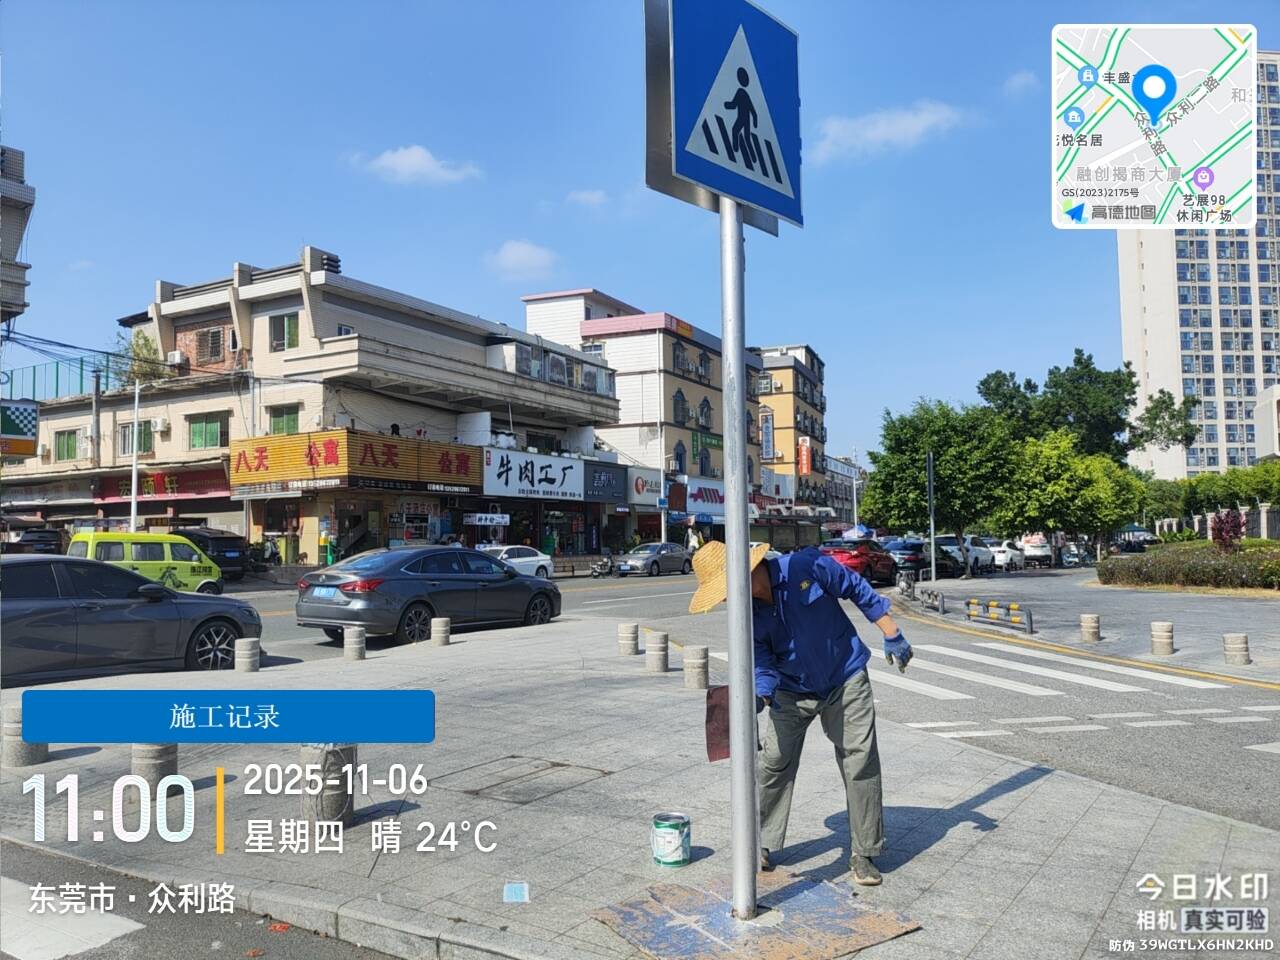 丰盛
众利路
众利二路
和
艺悦名居
融创揭商大厦
GS(2023)2175号
高德地图
艺展98
休闲广场
八天 公寓
八天 公寓
牛肉工厂
施工记录
11:00
2025-11-06
星期四 晴 24°C
东莞市·众利路
今日水印
相机 真实可验
防伪 39WGTLX6HN2KHD